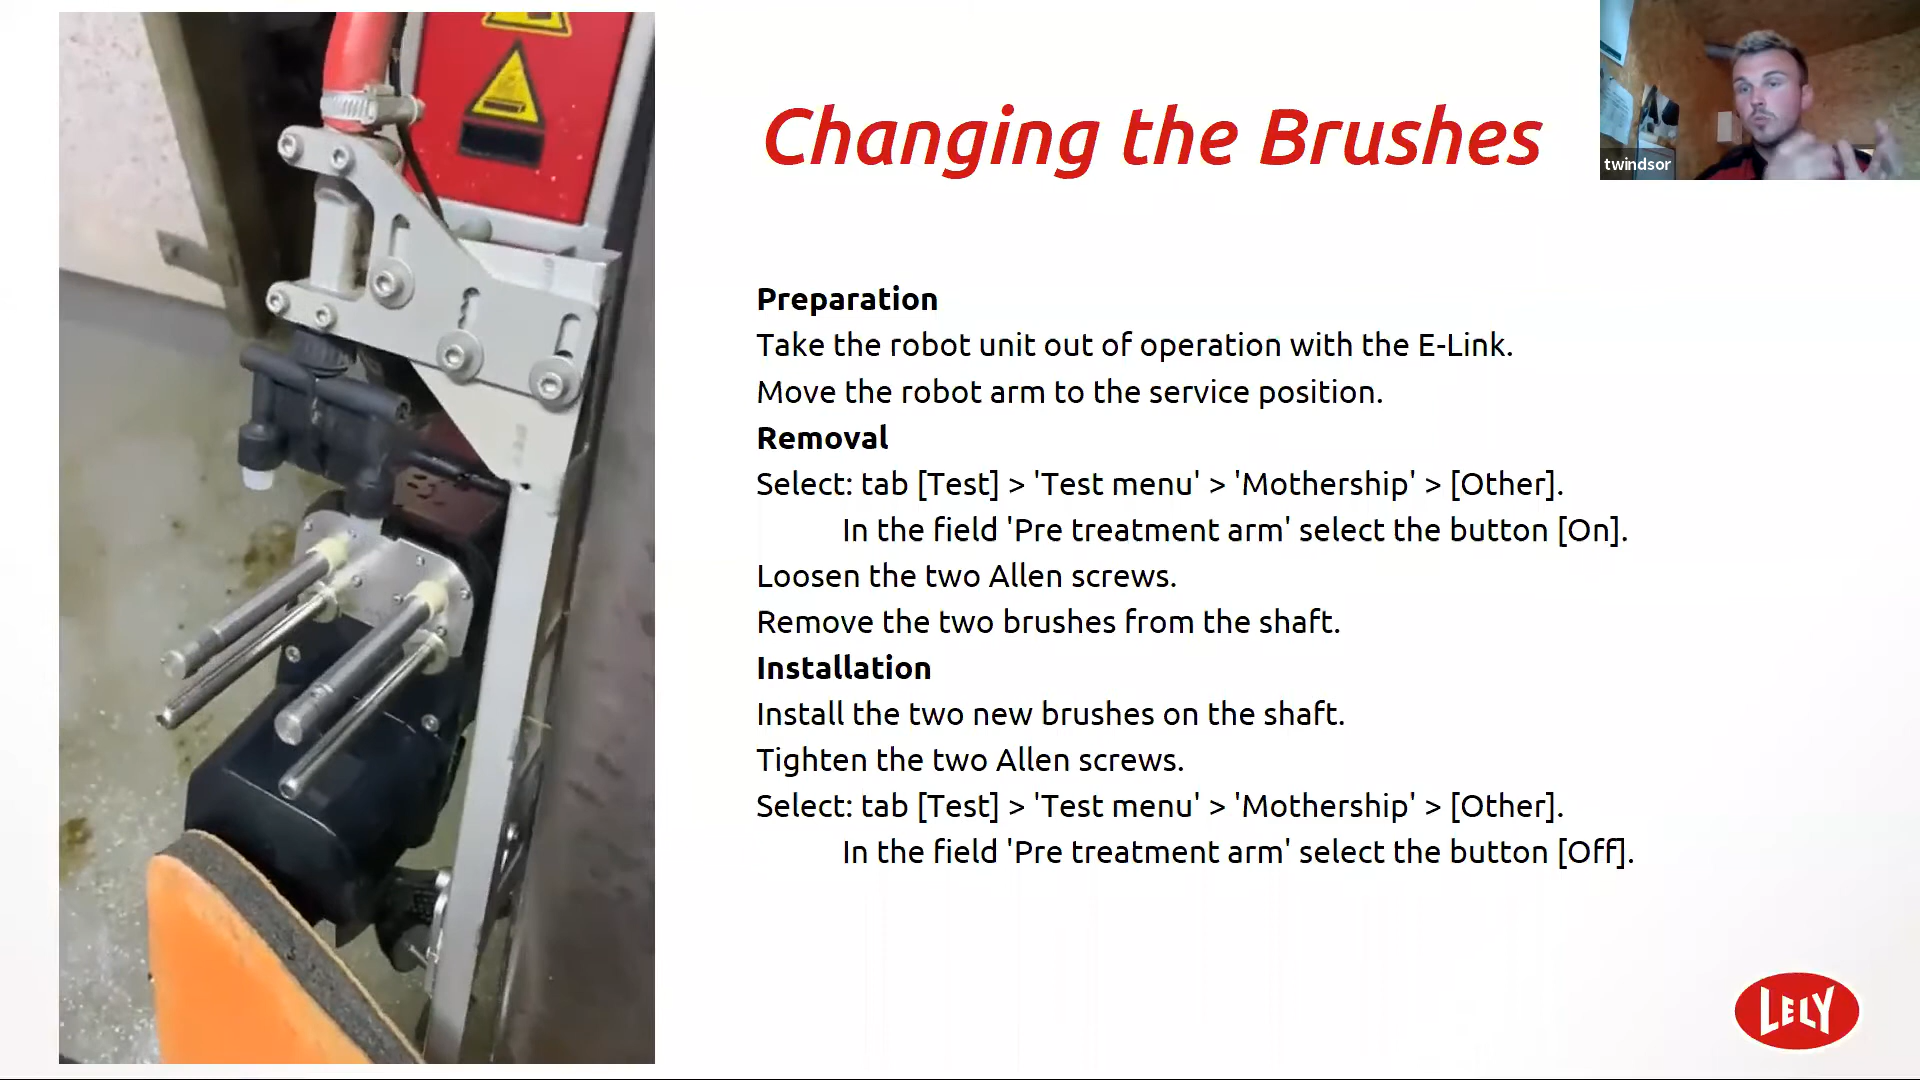 Changing the Brushes
twindsor
Preparation
Take the robot unit out of operation with the E-Link.
Move the robot arm to the service position.
Removal
Select: tab [Test] > 'Test menu' > 'Mothership' > [Other].
In the field 'Pre treatment arm' select the button [On].
Loosen the two Allen screws.
Remove the two brushes from the shaft.
Installation
Install the two new brushes on the shaft.
Tighten the two Allen screws.
Select: tab [Test] > 'Test menu' > 'Mothership' > [Other].
In the field 'Pre treatment arm' select the button [Off].
LELY